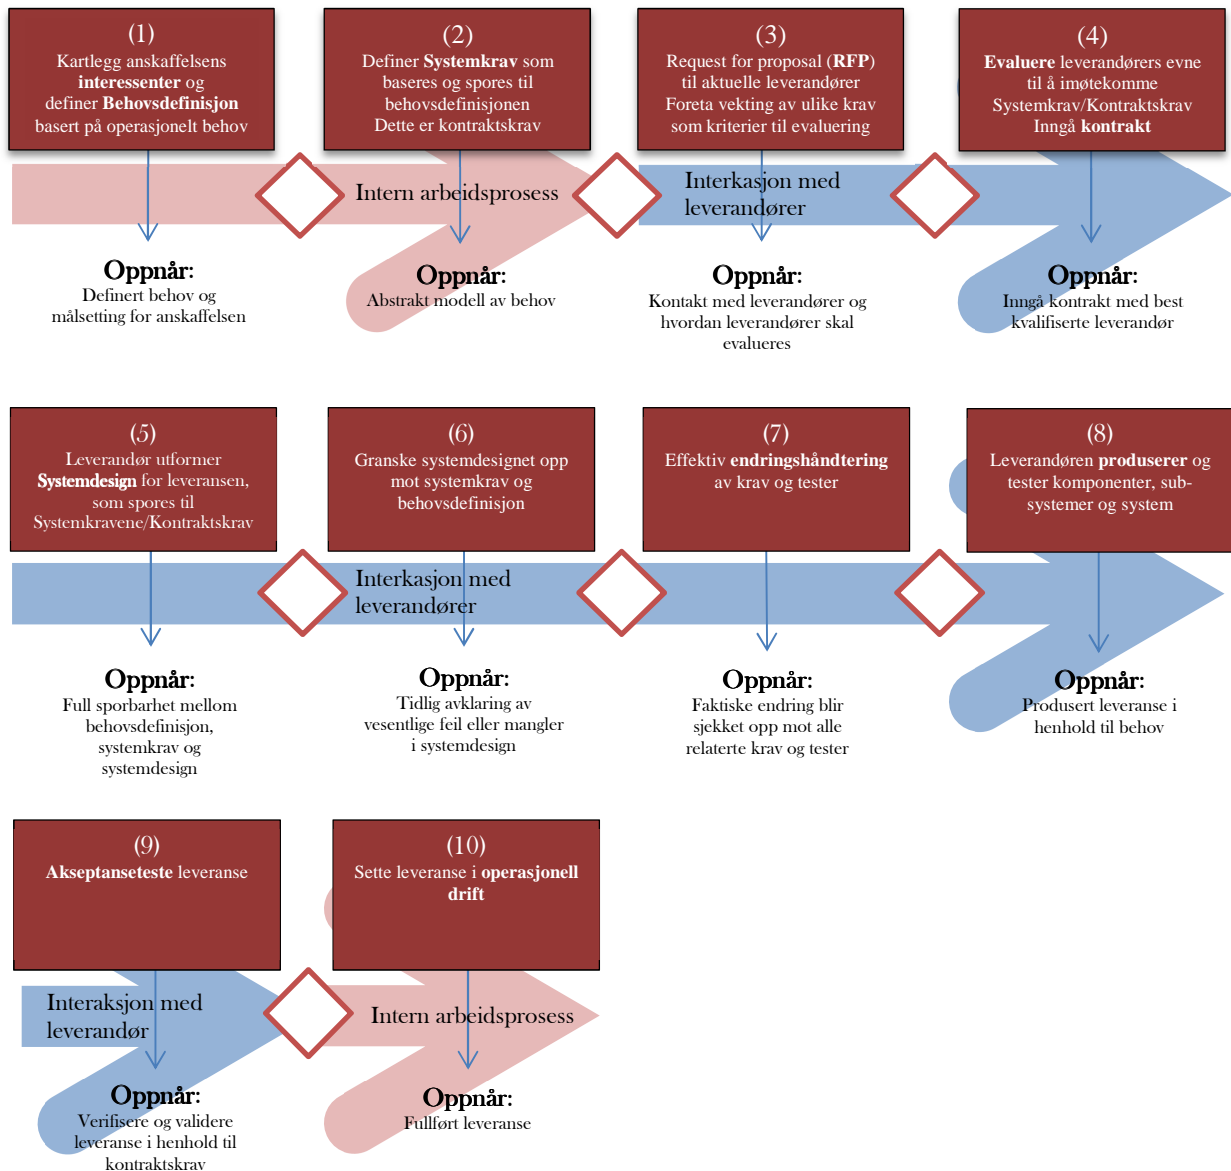 (1)
Kartlegg anskaffelsens
interessenter og
definer Behovsdefinisjon
basert på operasjonelt behov
(2)
Definer Systemkrav som
baseres og spores til
behovsdefinisjonen
Dette er kontraktskrav
(3)
Request for proposal (RFP)
til aktuelle leverandører
Foreta vekting av ulike krav
som kriterier til evaluering
(4)
Evaluere leverandørers evne
til å imøtekomme
Systemkrav/Kontraktskrav
Inngå kontrakt
Intern arbeidsprosess
Interkasjon med
leverandører
Oppnår:
Definert behov og
målsetting for anskaffelsen
Oppnår:
Abstrakt modell av behov
Oppnår:
Kontakt med leverandører og
hvordan leverandører skal
evalueres
Oppnår:
Inngå kontrakt med best
kvalifiserte leverandør
(5)
Leverandør utformer
Systemdesign for leveransen,
som spores til
Systemkravene/Kontraktskrav
(6)
Granske systemdesignet opp
mot systemkrav og
behovsdefinisjon
(7)
Effektiv endringshåndtering
av krav og tester
(8)
Leverandøren produserer og
tester komponenter, sub-
systemer og system
Interkasjon med
leverandører
Oppnår:
Full sporbarhet mellom
behovsdefinisjon,
systemkrav og
systemdesign
Oppnår:
Tidlig avklaring av
vesentlige feil eller mangler
i systemdesign
Oppnår:
Faktiske endring blir
sjekket opp mot alle
relaterte krav og tester
Oppnår:
Produsert leveranse i
henhold til behov
(9)
Akseptanseteste leveranse
(10)
Sette leveranse i operasjonell
drift
Interaksjon med
leverandør
Intern arbeidsprosess
Oppnår:
Verifisere og validere
leveranse i henhold til
kontraktskrav
Oppnår:
Fullført leveranse